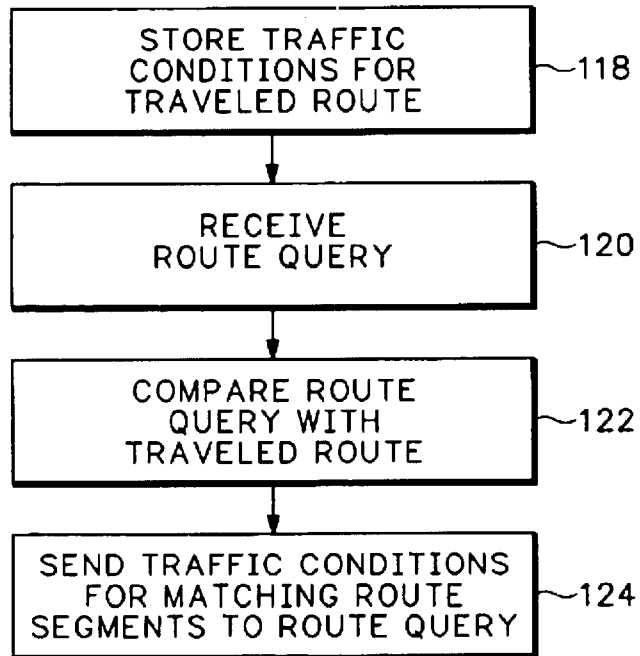 STORE TRAFFIC
CONDITIONS FOR
TRAVELED ROUTE
118
RECEIVE
ROUTE QUERY
120
COMPARE ROUTE
QUERY WITH
TRAVELED ROUTE
122
SEND TRAFFIC CONDITIONS
FOR MATCHING ROUTE
SEGMENTS TO ROUTE QUERY
124